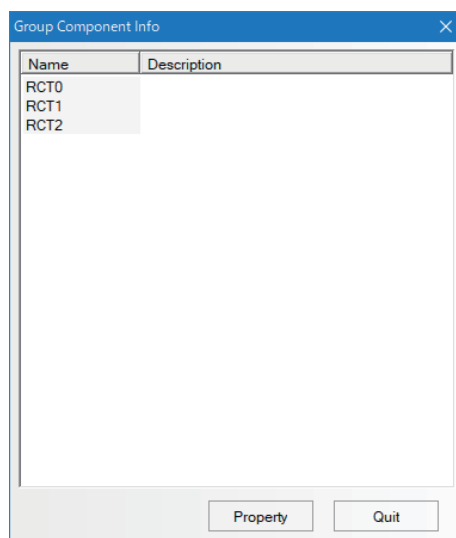 Group Component Info
Name Description
RCT0
RCT1
RCT2
Property Quit